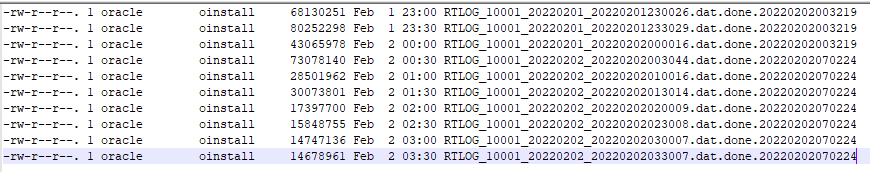 -rw-r--r--. 1 oracle oinstall 68130251 Feb 1 23:00 RTLOG_10001_20220201_20220201230026.dat.done.20220202003219
-rw-r--r--. 1 oracle oinstall 80252298 Feb 1 23:30 RTLOG_10001_20220201_20220201233029.dat.done.20220202003219
-rw-r--r--. 1 oracle oinstall 43065978 Feb 2 00:00 RTLOG_10001_20220202_20220202000016.dat.done.20220202003219
-rw-r--r--. 1 oracle oinstall 73078140 Feb 2 00:30 RTLOG_10001_20220202_20220202003044.dat.done.20220202070224
-rw-r--r--. 1 oracle oinstall 28501962 Feb 2 01:00 RTLOG_10001_20220202_20220202010016.dat.done.20220202070224
-rw-r--r--. 1 oracle oinstall 30073801 Feb 2 01:30 RTLOG_10001_20220202_20220202013014.dat.done.20220202070224
-rw-r--r--. 1 oracle oinstall 17397700 Feb 2 02:00 RTLOG_10001_20220202_20220202020009.dat.done.20220202070224
-rw-r--r--. 1 oracle oinstall 15848755 Feb 2 02:30 RTLOG_10001_20220202_20220202023008.dat.done.20220202070224
-rw-r--r--. 1 oracle oinstall 14747136 Feb 2 03:00 RTLOG_10001_20220202_20220202030007.dat.done.20220202070224
-rw-r--r--. 1 oracle oinstall 14678961 Feb 2 03:30 RTLOG_10001_20220202_20220202033007.dat.done.20220202070224